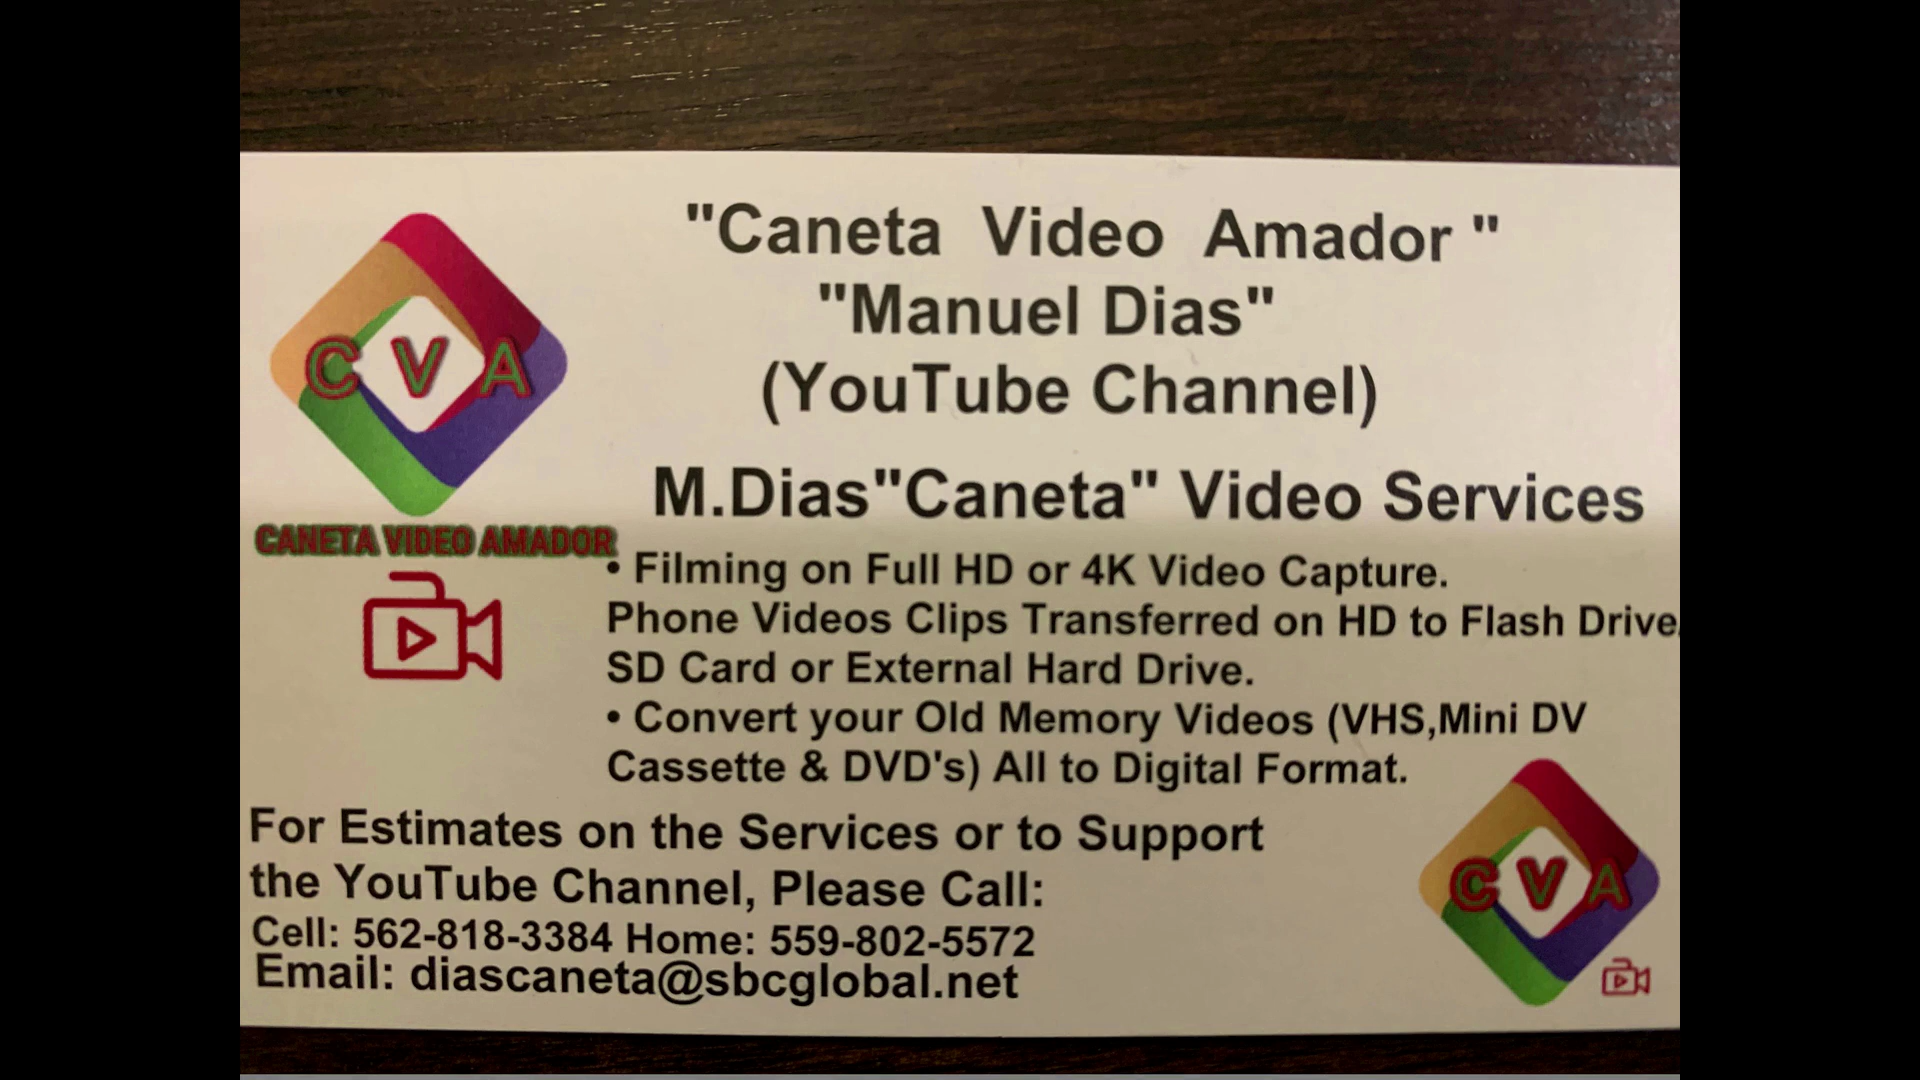 "Caneta Video Amador "
"Manuel Dias"
(YouTube Channel)
C V A
CANETA VIDEO AMADOR
M.Dias"Caneta" Video Services
• Filming on Full HD or 4K Video Capture.
Phone Videos Clips Transferred on HD to Flash Drive,
SD Card or External Hard Drive.
• Convert your Old Memory Videos (VHS,Mini DV
Cassette & DVD's) All to Digital Format.
For Estimates on the Services or to Support
the YouTube Channel, Please Call:
Cell: 562-818-3384 Home: 559-802-5572
Email: diascaneta@sbcglobal.net
C V A